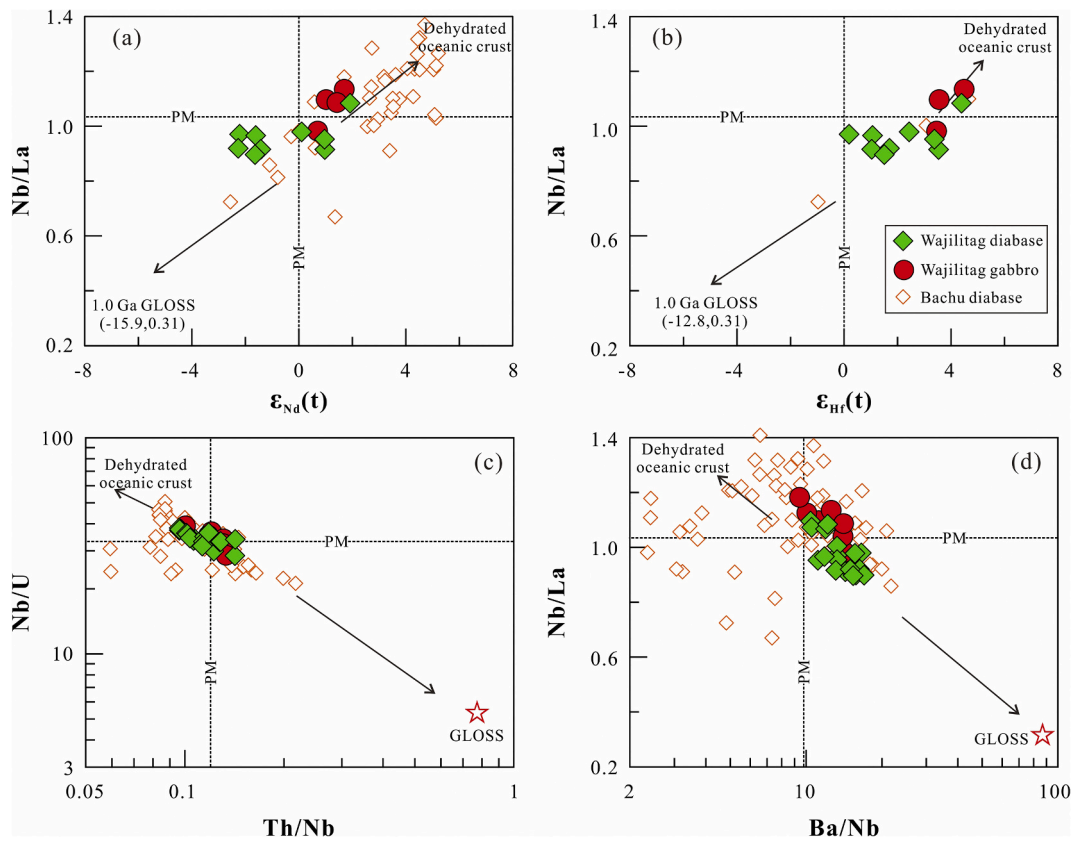 (a)
Dehydrated
oceanic crust
PM
PM
1.0 Ga GLOSS
(-15.9,0.31)
Nb/La
1.4
1.0
0.6
0.2
-8
-4
0
4
8
εNd(t)
(b)
Dehydrated
oceanic crust
PM
PM
Wajilitag diabase
Wajilitag gabbro
Bachu diabase
1.0 Ga GLOSS
(-12.8,0.31)
Nb/La
1.4
1.0
0.6
0.2
-8
-4
0
4
8
εHf(t)
(c)
Dehydrated
oceanic crust
PM
PM
GLOSS
Nb/U
100
10
3
0.05
0.1
1
Th/Nb
(d)
Dehydrated
oceanic crust
PM
PM
GLOSS
Nb/La
1.4
1.0
0.6
0.2
2
10
100
Ba/Nb